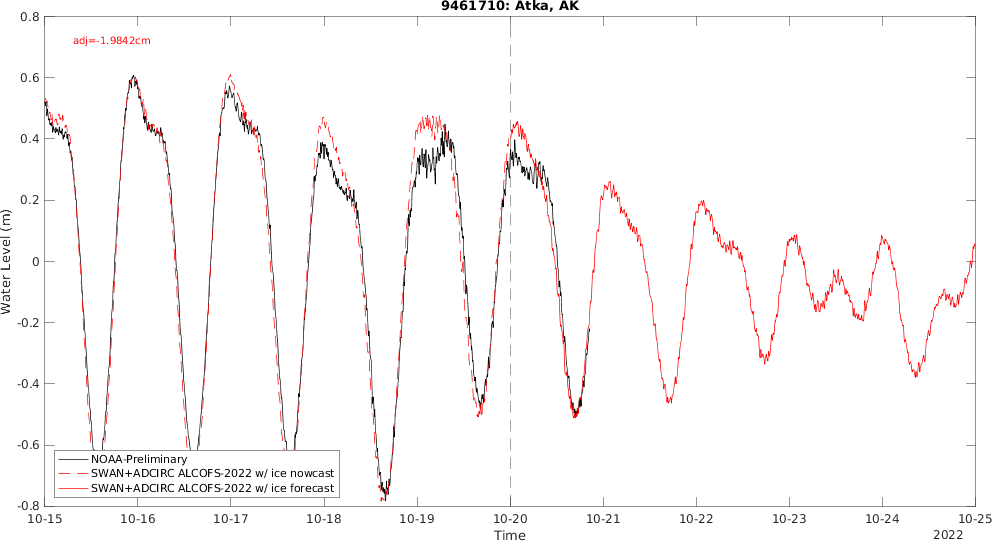 9461710: Atka, AK
adj=-1.9842cm
0.8
0.6
0.4
0.2
0
-0.2
-0.4
-0.6
-0.8
Water Level (m)
NOAA-Preliminary
SWAN+ADCIRC ALCOFS-2022 w/ ice nowcast
SWAN+ADCIRC ALCOFS-2022 w/ ice forecast
10-15 10-16 10-17 10-18 10-19 10-20 10-21 10-22 10-23 10-24 10-25
Time
2022